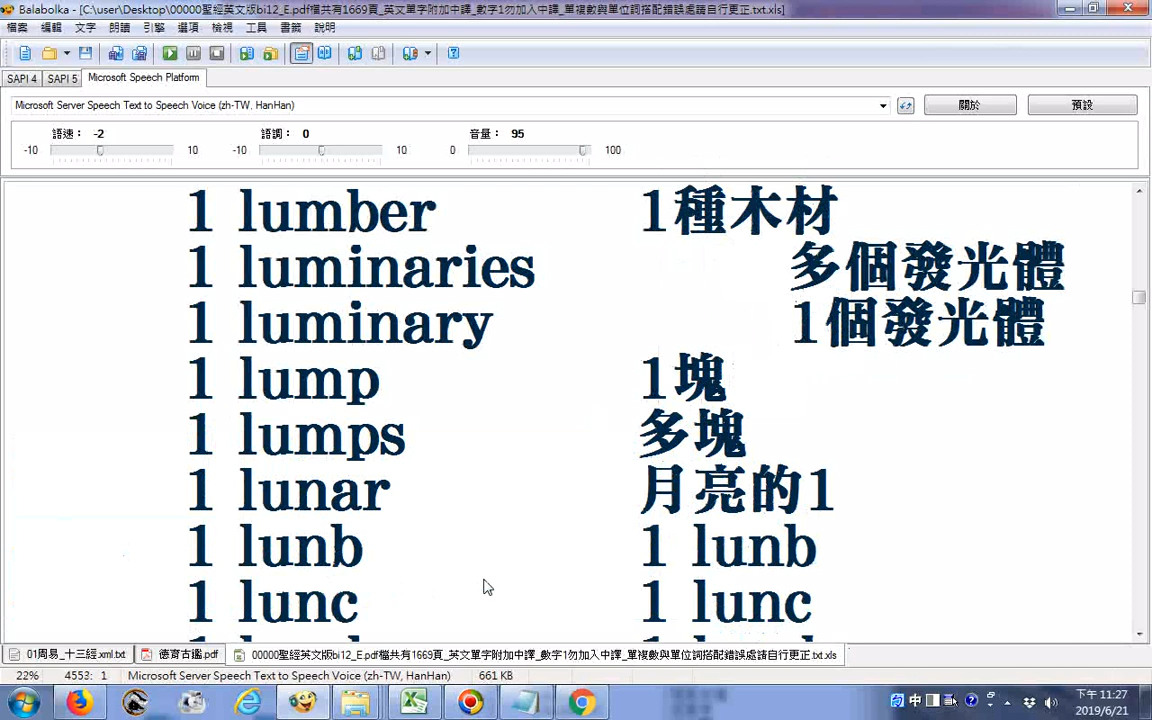 Balabolka - [C:\user\Desktop\00000聖經英文版bi12_E.pdf檔共有1669頁_英文單字附加中譯_數字1勿加入中譯_單複數與單位詞搭配錯誤處請自行更正.txt.xls]
檔案 編輯 文字 朗讀 引擎 選項 檢視 工具 書籤 說明
SAPI 4 SAPI 5 Microsoft Speech Platform
Microsoft Server Speech Text to Speech Voice (zh-TW, HanHan) 關於 預設
語速： -2 語調： 0 音量： 95
-10 10 -10 10 0 100
1 lumber 1種木材
1 luminaries 多個發光體
1 luminary 1個發光體
1 lump 1塊
1 lumps 多塊
1 lunar 月亮的1
1 lunb 1 lunb
1 lunc 1 lunc
01周易_十三經.xml.txt 德育古鑑.pdf 00000聖經英文版bi12_E.pdf檔共有1669頁_英文單字附加中譯_數字1勿加入中譯_單複數與單位詞搭配錯誤處請自行更正.txt.xls
22% 4553: 1 Microsoft Server Speech Text to Speech Voice (zh-TW, HanHan) 661 KB
中 下午 11:27
2019/6/21